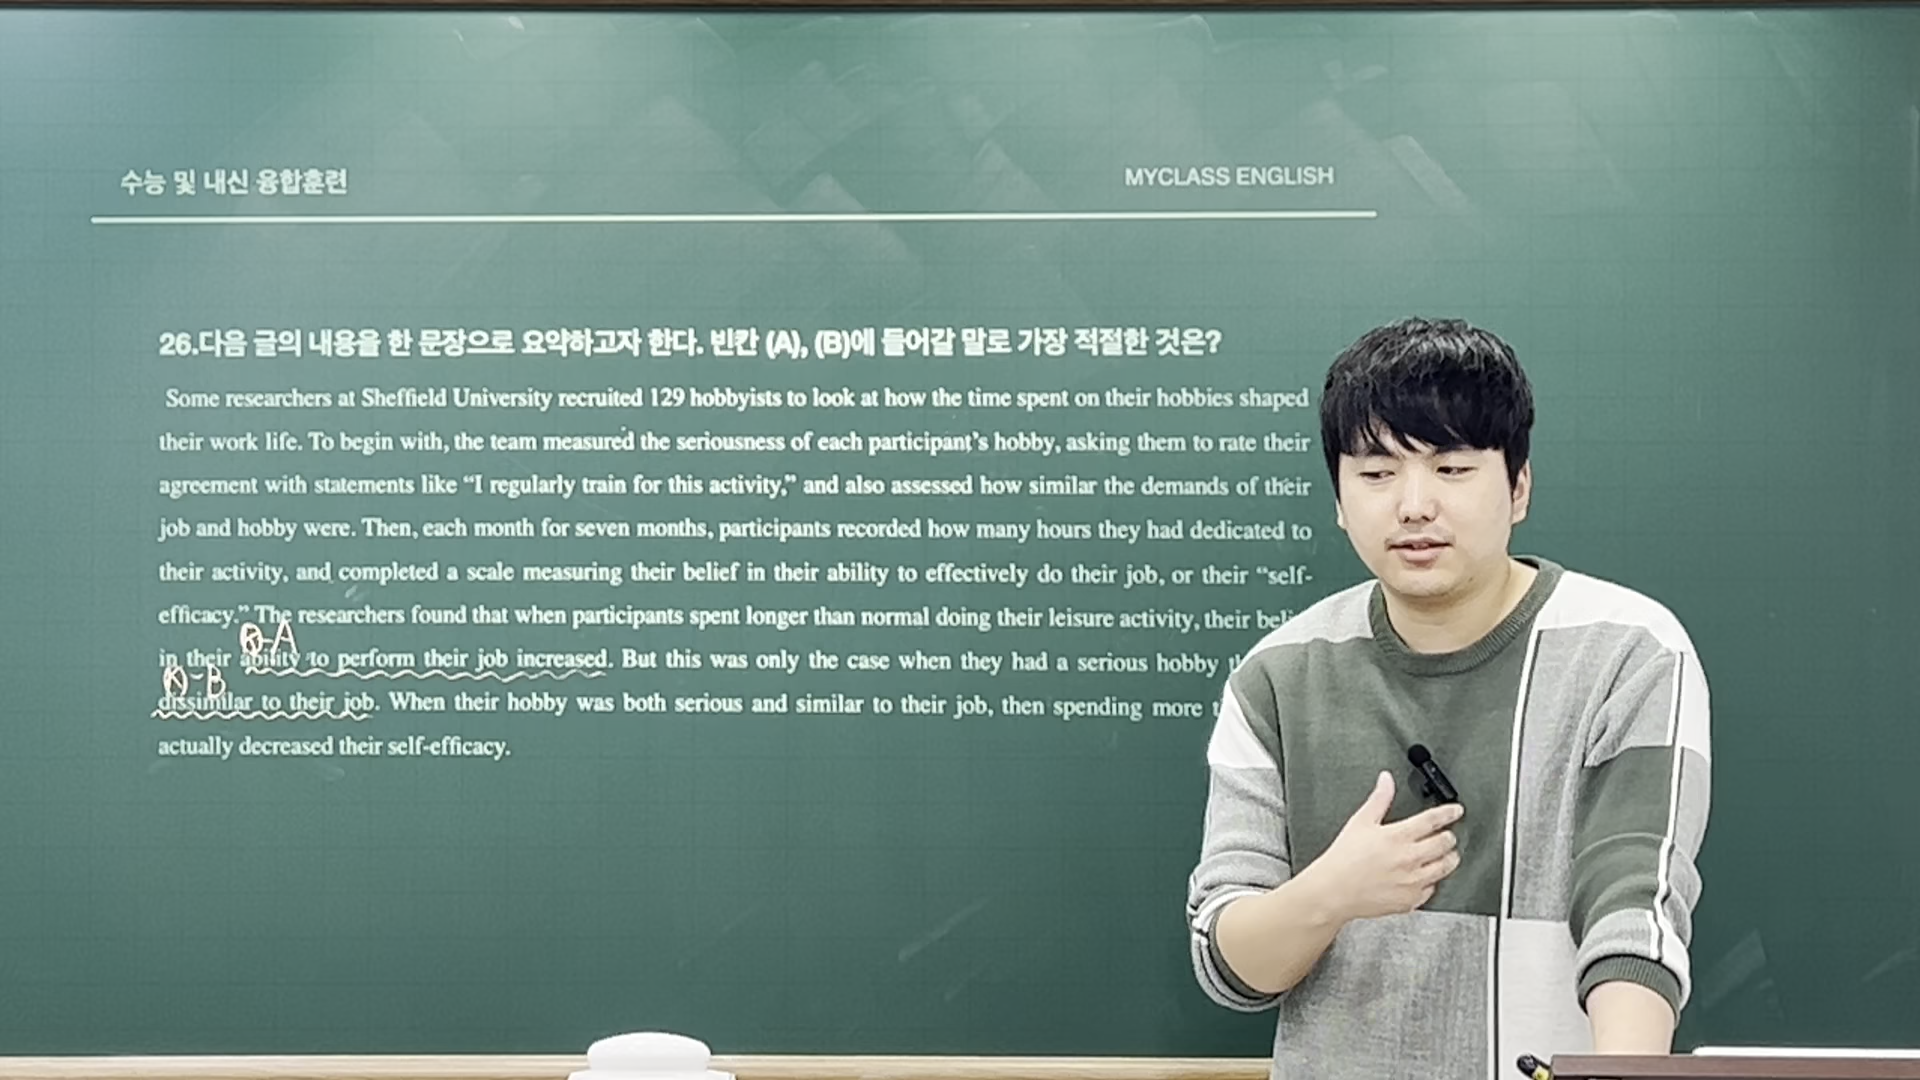 수능 및 내신 융합훈련
MYCLASS ENGLISH
26.다음 글의 내용을 한 문장으로 요약하고자 한다. 빈칸 (A), (B)에 들어갈 말로 가장 적절한 것은?
Some researchers at Sheffield University recruited 129 hobbyists to look at how the time spent on their hobbies shaped
their work life. To begin with, the team measured the seriousness of each participant's hobby, asking them to rate their
agreement with statements like “I regularly train for this activity,” and also assessed how similar the demands of their
job and hobby were. Then, each month for seven months, participants recorded how many hours they had dedicated to
their activity, and completed a scale measuring their belief in their ability to effectively do their job, or their “self-
efficacy.” The researchers found that when participants spent longer than normal doing their leisure activity, their
K-A
in their ability to perform their job increased. But this was only the case when they had a serious hobby
K-B
dissimilar to their job. When their hobby was both serious and similar to their job, then spending more
actually decreased their self-efficacy.